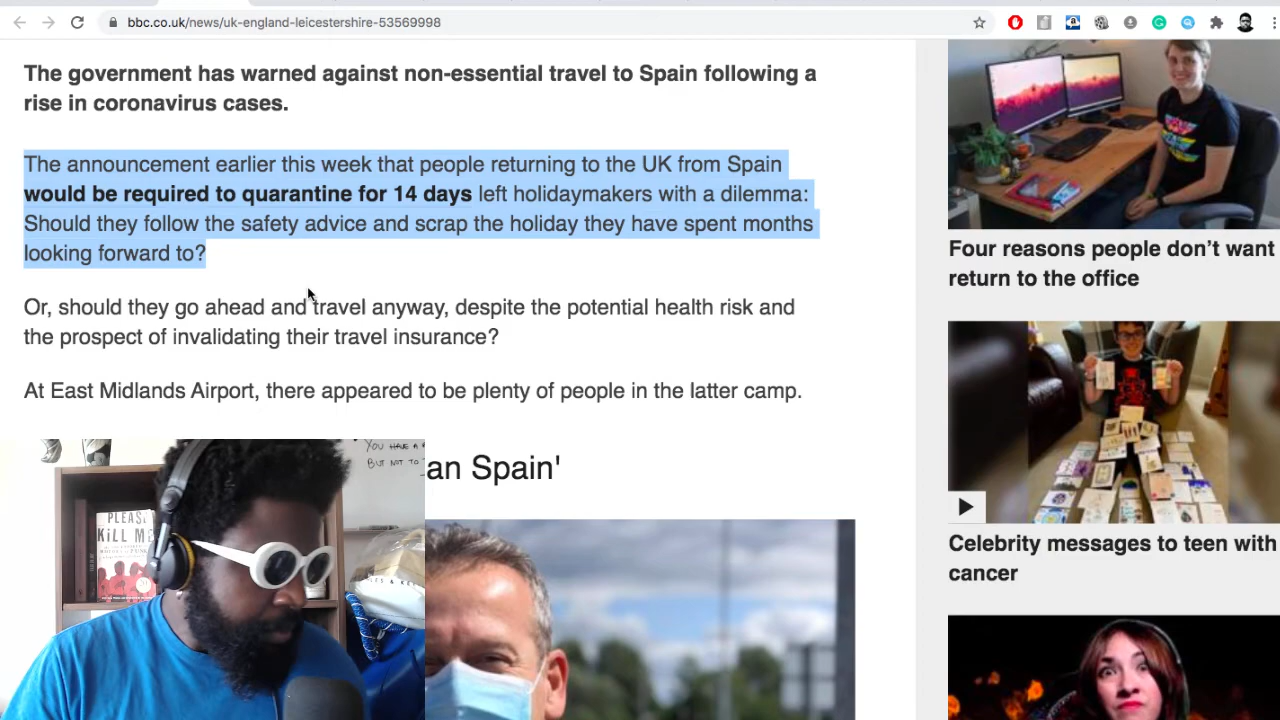 bbc.co.uk/news/uk-england-leicestershire-53569998
The government has warned against non-essential travel to Spain following a
rise in coronavirus cases.
The announcement earlier this week that people returning to the UK from Spain
would be required to quarantine for 14 days left holidaymakers with a dilemma:
Should they follow the safety advice and scrap the holiday they have spent months
looking forward to?
Or, should they go ahead and travel anyway, despite the potential health risk and
the prospect of invalidating their travel insurance?
At East Midlands Airport, there appeared to be plenty of people in the latter camp.
an Spain'
Four reasons people don't want
return to the office
Celebrity messages to teen with
cancer
YOU HAVE A
BUT NOT TO
PLEASE
KILL ME